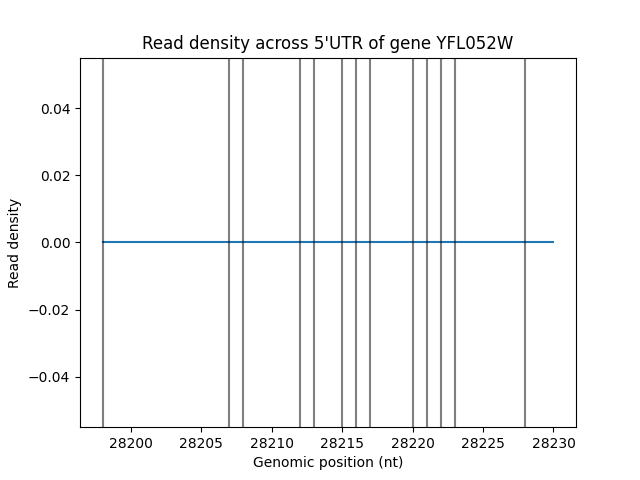 Read density across 5'UTR of gene YFL052W
Read density
0.04
0.02
0.00
−0.02
−0.04
28200 28205 28210 28215 28220 28225 28230
Genomic position (nt)